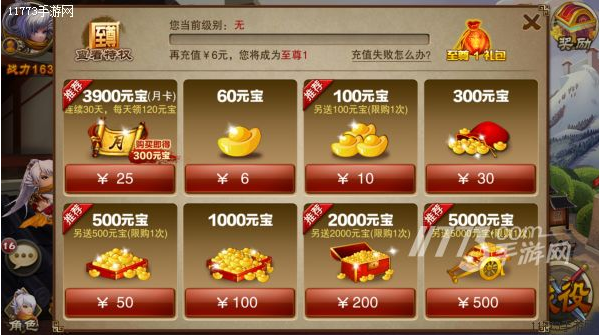 11773手游网
至尊
查看特权
您当前级别：无
再充值￥6元，您将成为至尊1
充值失败怎么办？
至尊1礼包
奖励
战力163
推荐
3900元宝(月卡)
连续30天，每天领120元宝
月
购买即得
300元宝
￥ 25
60元宝
￥ 6
推荐
100元宝
另送100元宝(限购1次)
￥ 10
300元宝
￥ 30
推荐
500元宝
另送500元宝(限购1次)
￥ 50
1000元宝
￥ 100
推荐
2000元宝
另送2000元宝(限购1次)
￥ 200
推荐
5000元宝
另送5000元宝(限购1次)
￥ 500
16
角色
手游网